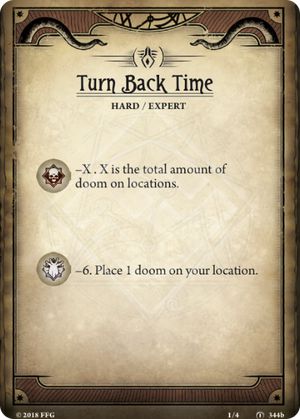 Turn Back Time
HARD / EXPERT
–X . X is the total amount of
doom on locations.
–6. Place 1 doom on your location.
© 2018 FFG
1/4
344b